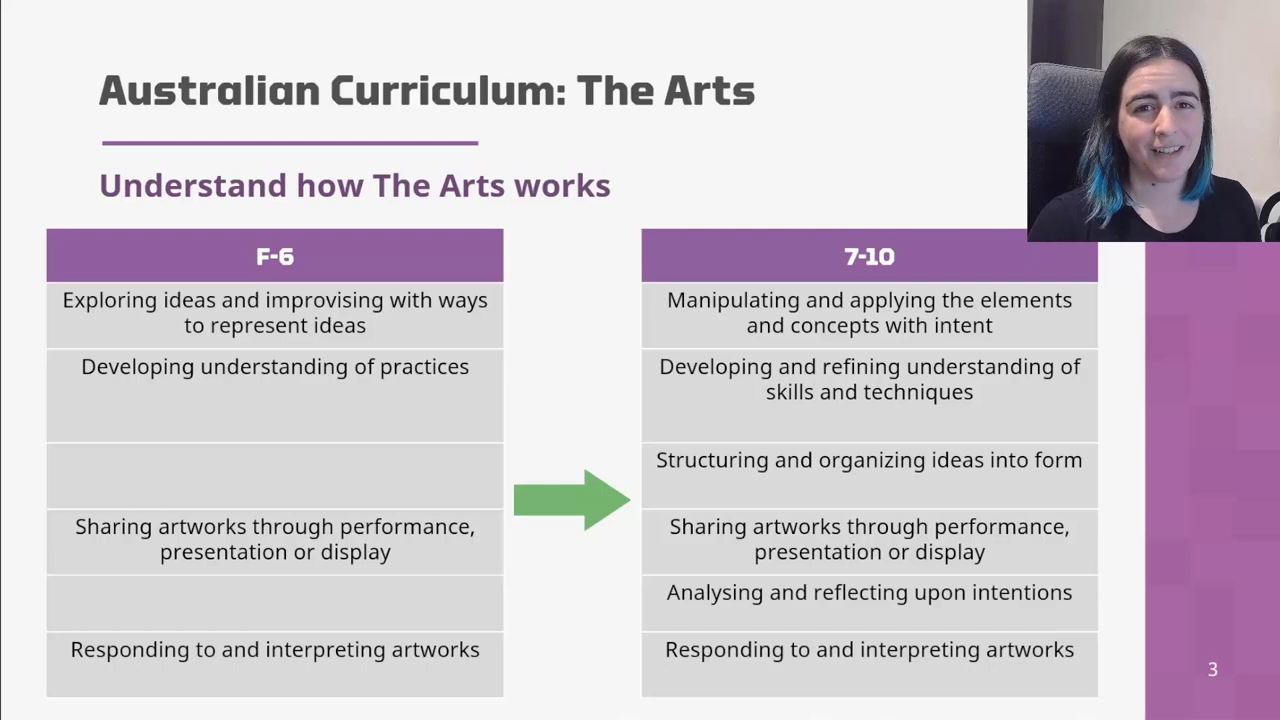 Australian Curriculum: The Arts
Understand how The Arts works
F-6
7-10
Exploring ideas and improvising with ways
to represent ideas
Manipulating and applying the elements
and concepts with intent
Developing understanding of practices
Developing and refining understanding of
skills and techniques
Structuring and organizing ideas into form
Sharing artworks through performance,
presentation or display
Sharing artworks through performance,
presentation or display
Analysing and reflecting upon intentions
Responding to and interpreting artworks
Responding to and interpreting artworks
3